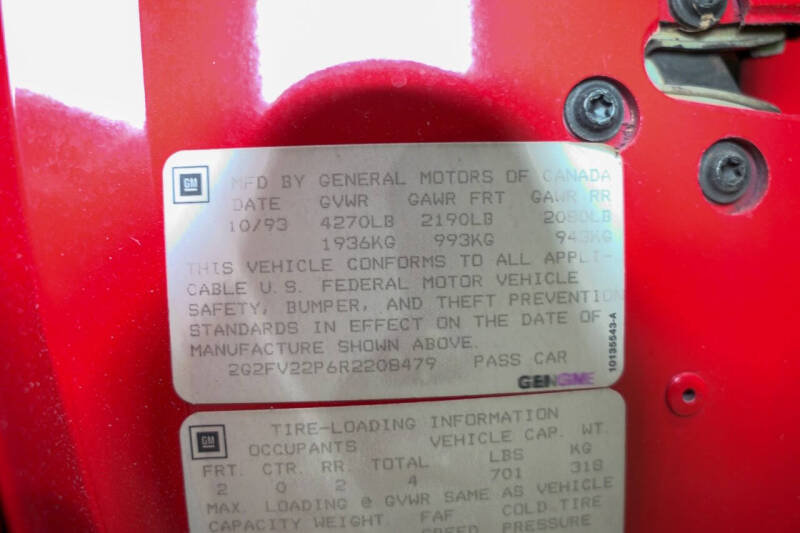 GM MFD BY GENERAL MOTORS OF CANADA
DATE GVWR GAWR FRT GAWR RR
10/93 4270LB 2190LB 2080LB
1936KG 993KG 943KG
THIS VEHICLE CONFORMS TO ALL APPLI-
CABLE U.S. FEDERAL MOTOR VEHICLE
SAFETY, BUMPER, AND THEFT PREVENTION
STANDARDS IN EFFECT ON THE DATE OF
MANUFACTURE SHOWN ABOVE.
2G2FV22P6R2208479 PASS CAR
10135543-A
GM TIRE-LOADING INFORMATION
OCCUPANTS VEHICLE CAP. WT.
FRT. CTR. RR. TOTAL LBS KG
2 0 2 4 701 318
MAX. LOADING @ GVWR SAME AS VEHICLE
CAPACITY WEIGHT. FAF COLD TIRE
SPEED PRESSURE